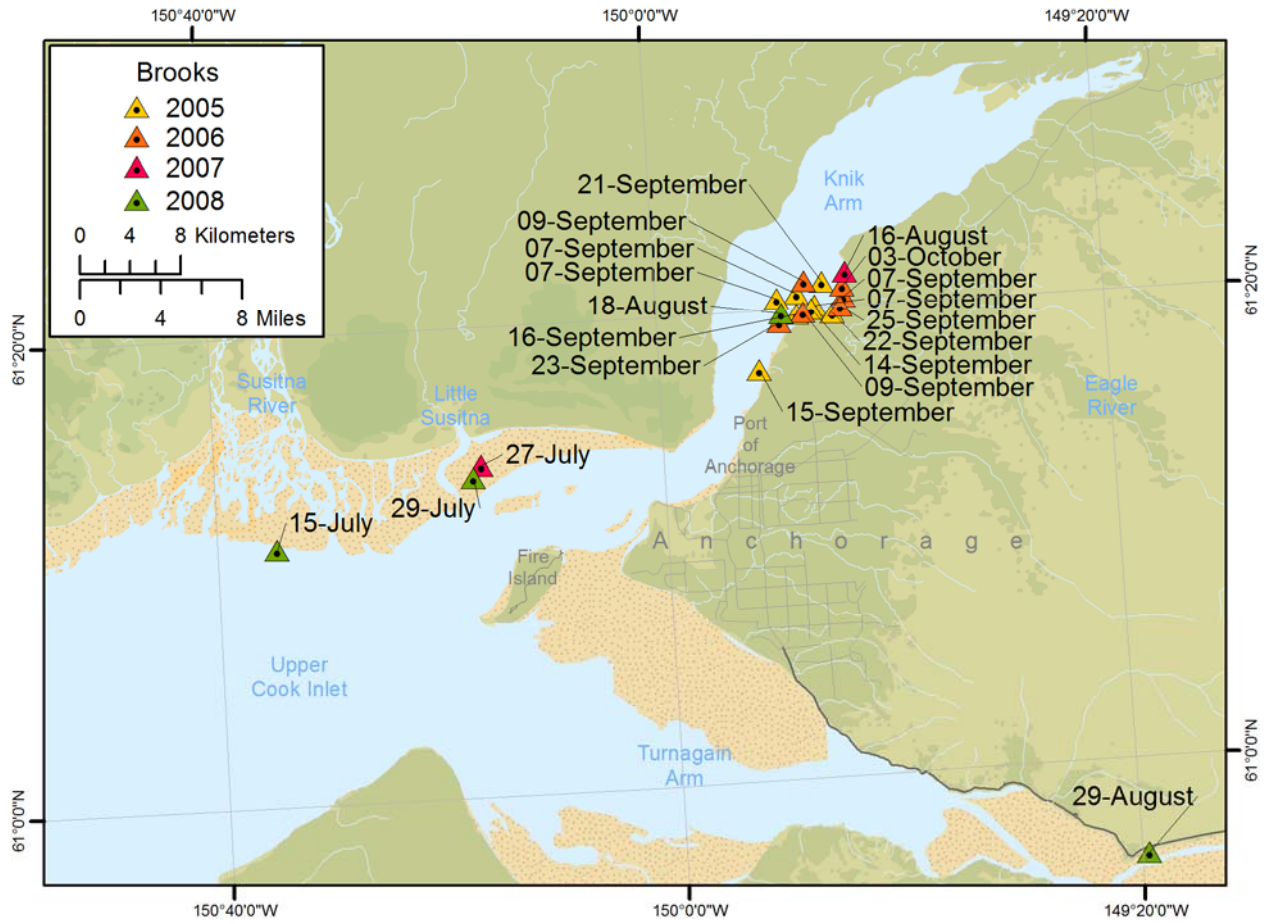 150°40'0"W
150°0'0"W
149°20'0"W
Brooks
2005
2006
2007
2008
0 4 8 Kilometers
0 4 8 Miles
Knik
Arm
21-September
09-September
07-September
07-September
18-August
16-September
23-September
16-August
03-October
07-September
07-September
25-September
22-September
14-September
09-September
15-September
61°20'0"N
61°20'0"N
Susitna
River
Little
Susitna
Eagle
River
Port
of
Anchorage
27-July
29-July
15-July
Anchorage
Fire
Island
Upper
Cook Inlet
Turnagain
Arm
29-August
61°0'0"N
61°0'0"N
150°40'0"W
150°0'0"W
149°20'0"W